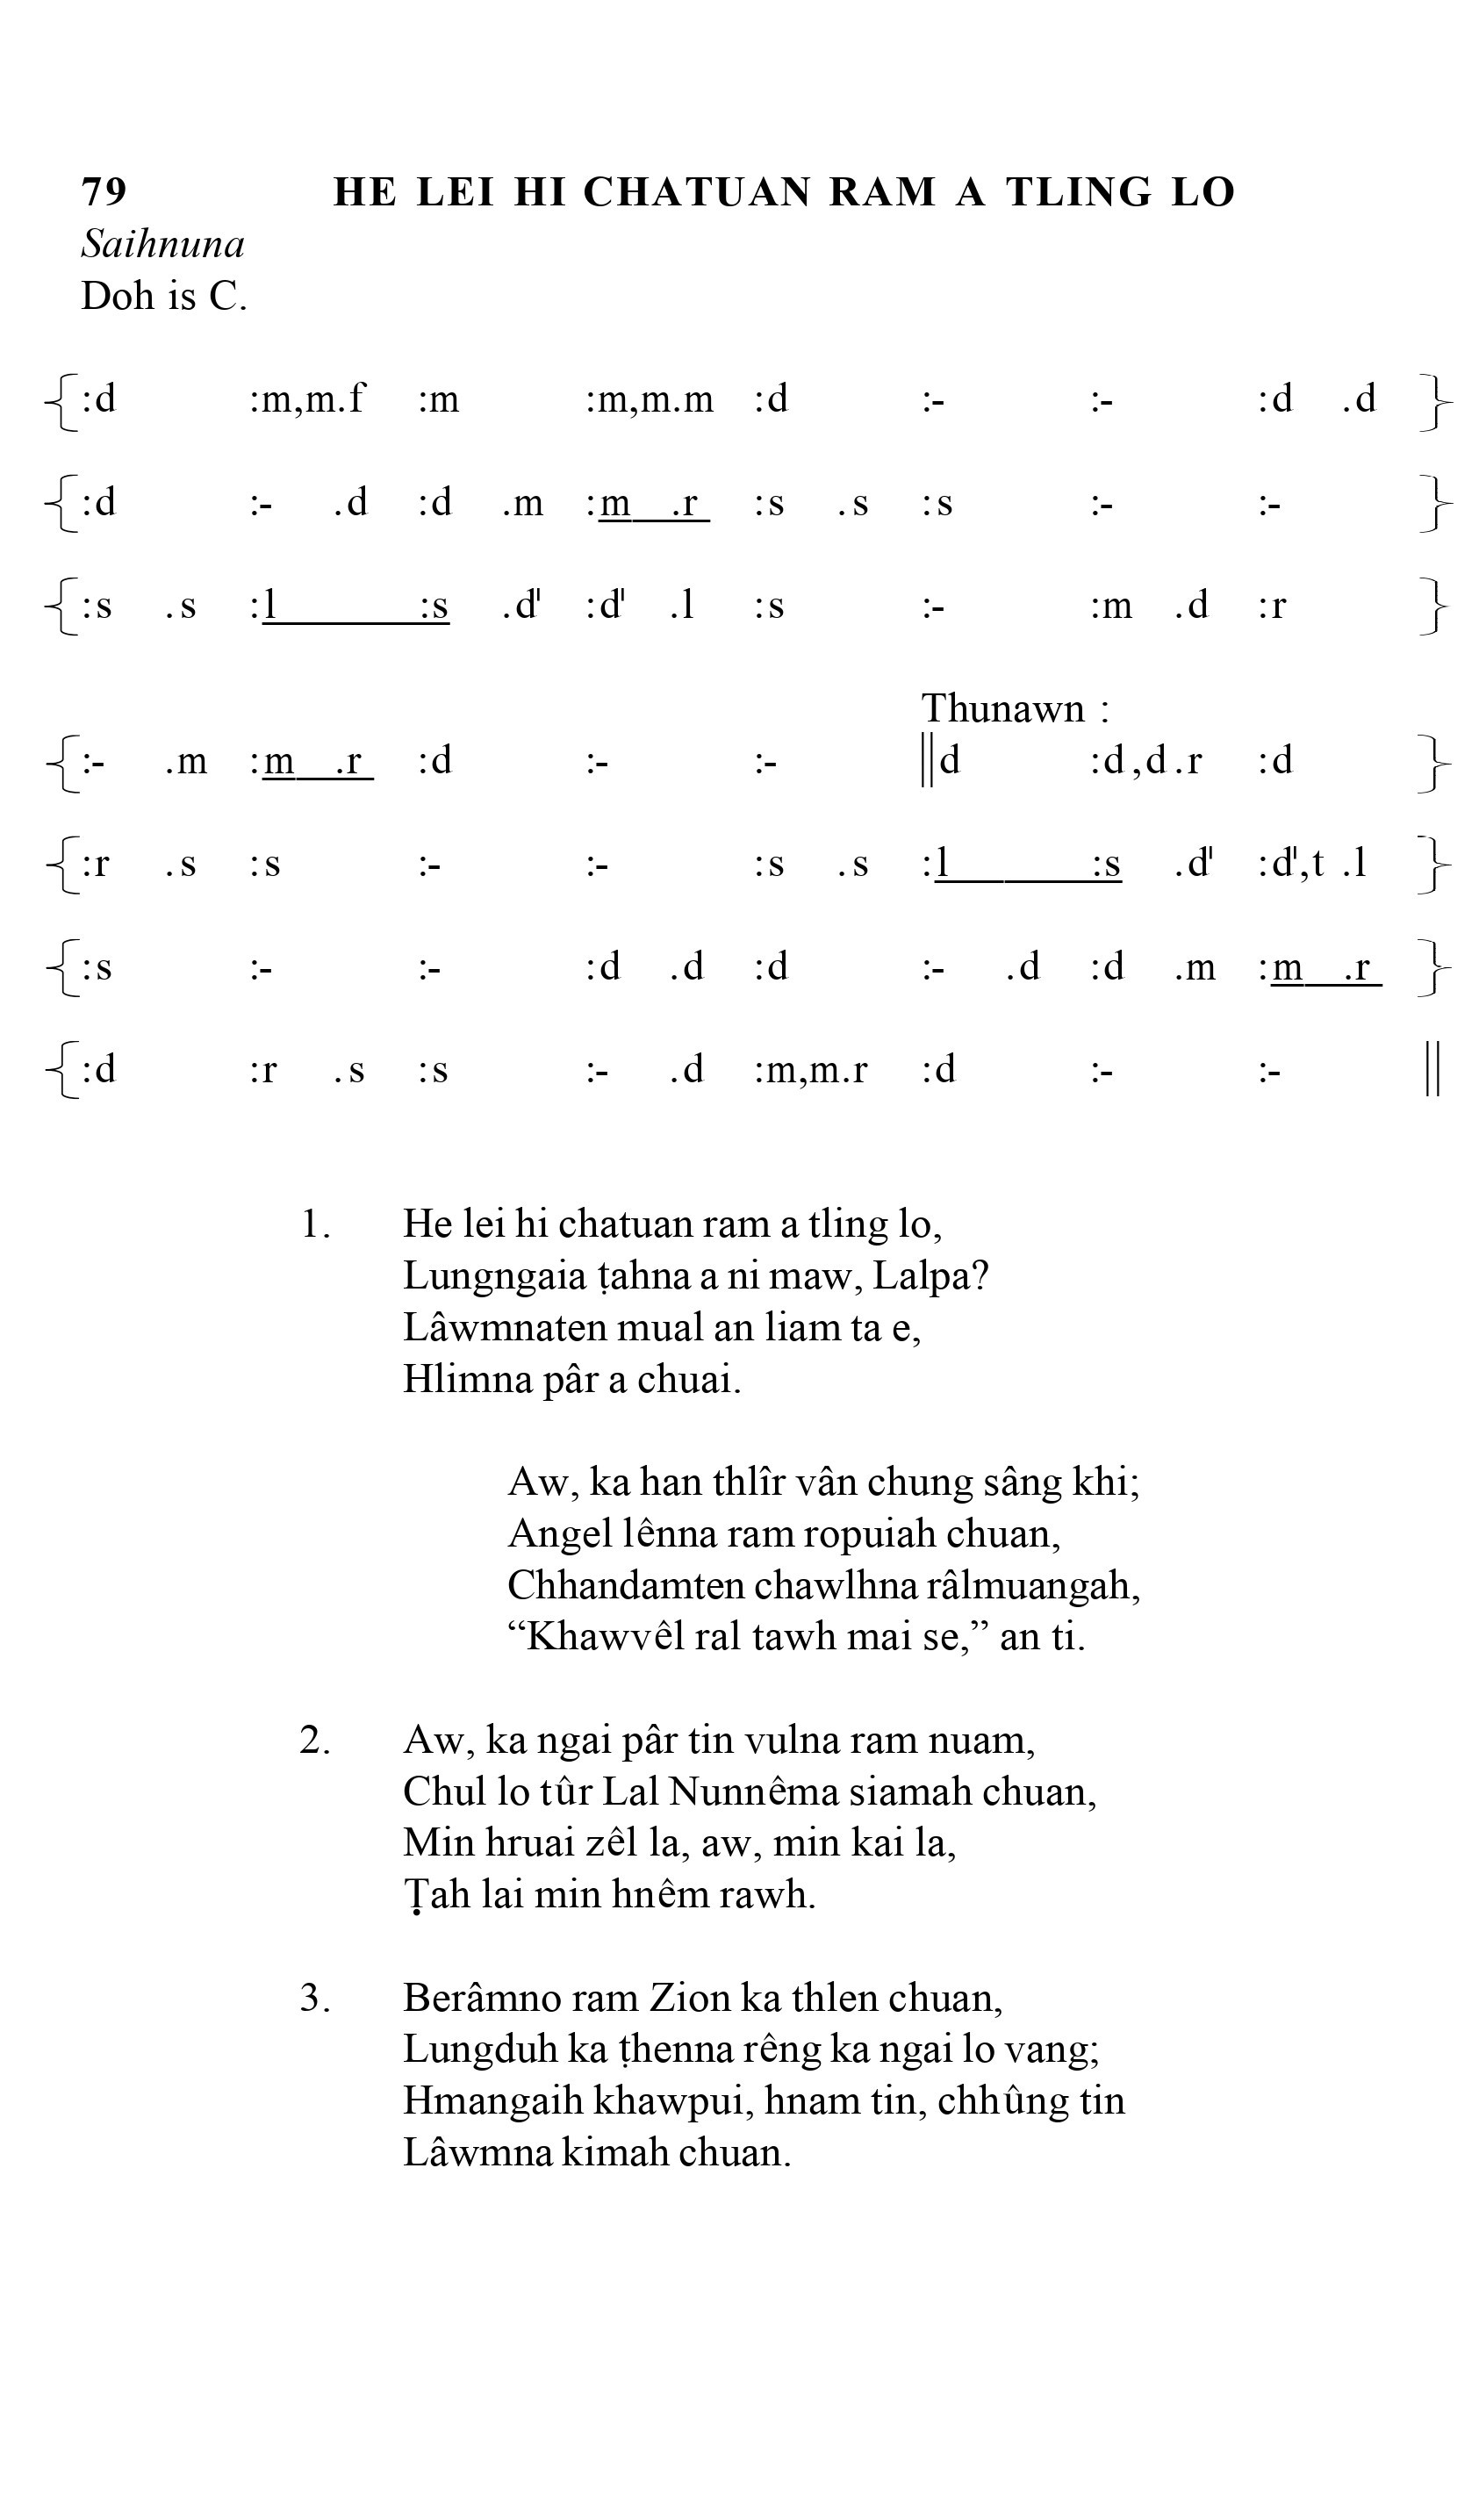 79 HE LEI HI CHATUAN RAM A TLING LO
Saihnuna
Doh is C.
{:d :m,m.f :m :m,m.m :d :- :- :d .d }
{:d :- .d :d .m :m .r :s .s :s :- :- }
{:s .s :l :s .d' :d' .l :s :- :m .d :r }
Thunawn :
{:- .m :m .r :d :- :- ||d :d,d.r :d }
{:r .s :s :- :- :s .s :l :s .d' :d',t .l }
{:s :- :- :d .d :d :- .d :d .m :m .r }
{:d :r .s :s :- .d :m,m.r :d :- :- ||
1. He lei hi chatuan ram a tling lo,
Lungngaia ṭahna a ni maw, Lalpa?
Lâwmnaten mual an liam ta e,
Hlimna pâr a chuai.
Aw, ka han thlîr vân chung sâng khi;
Angel lênna ram ropuiah chuan,
Chhandamten chawlhna râlmuangah,
“Khawvêl ral tawh mai se,” an ti.
2. Aw, ka ngai pâr tin vulna ram nuam,
Chul lo tûr Lal Nunnêma siamah chuan,
Min hruai zêl la, aw, min kai la,
Ṭah lai min hnêm rawh.
3. Berâmno ram Zion ka thlen chuan,
Lungduh ka ṭhenna rêng ka ngai lo vang;
Hmangaih khawpui, hnam tin, chhûng tin
Lâwmna kimah chuan.